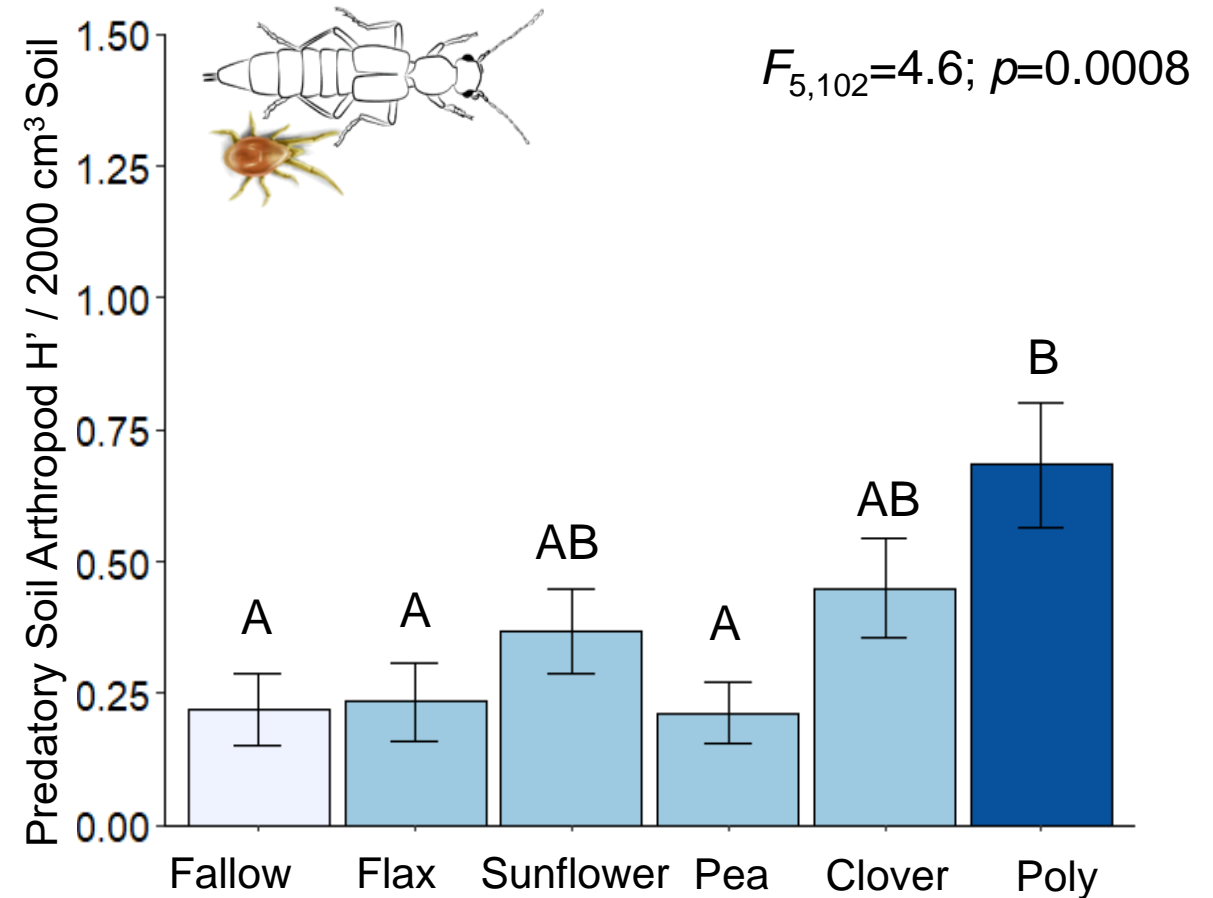 Predatory Soil Arthropod H’ / 2000 cm³ Soil
1.50
1.25
1.00
0.75
0.50
0.25
0.00
F5,102=4.6; p=0.0008
A
A
AB
A
AB
B
Fallow
Flax
Sunflower
Pea
Clover
Poly